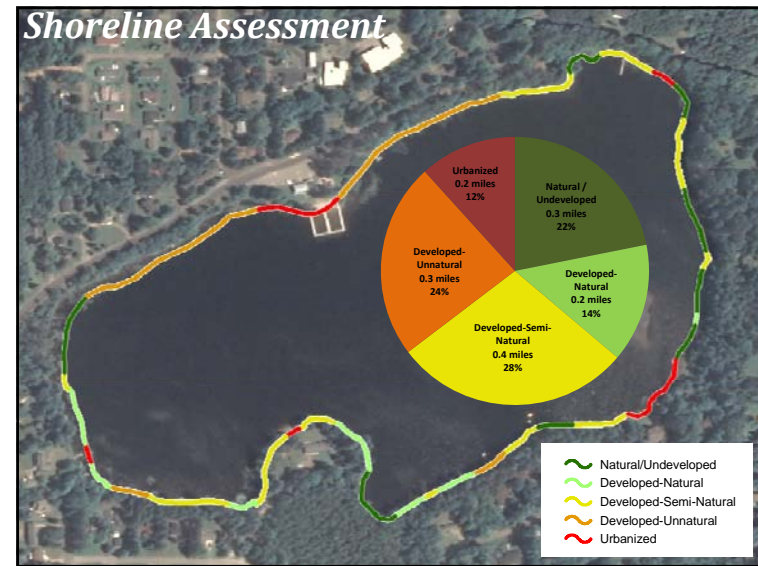 Shoreline Assessment
Urbanized
0.2 miles
12%
Natural /
Undeveloped
0.3 miles
22%
Developed-
Unnatural
0.3 miles
24%
Developed-
Natural
0.2 miles
14%
Developed-Semi-
Natural
0.4 miles
28%
Natural/Undeveloped
Developed-Natural
Developed-Semi-Natural
Developed-Unnatural
Urbanized